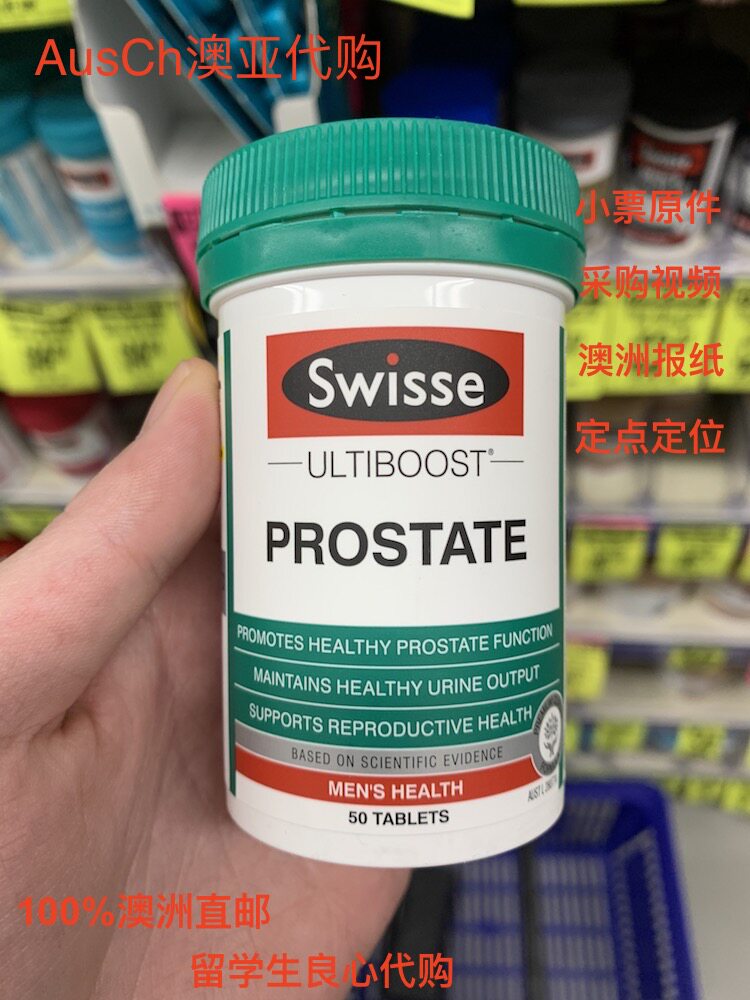 AusCh澳亚代购
小票原件
采购视频
澳洲报纸
定点定位
Swisse
ULTIBOOST®
PROSTATE
PROMOTES HEALTHY PROSTATE FUNCTION
MAINTAINS HEALTHY URINE OUTPUT
SUPPORTS REPRODUCTIVE HEALTH
BASED ON SCIENTIFIC EVIDENCE
MEN'S HEALTH
50 TABLETS
100%澳洲直邮
留学生良心代购